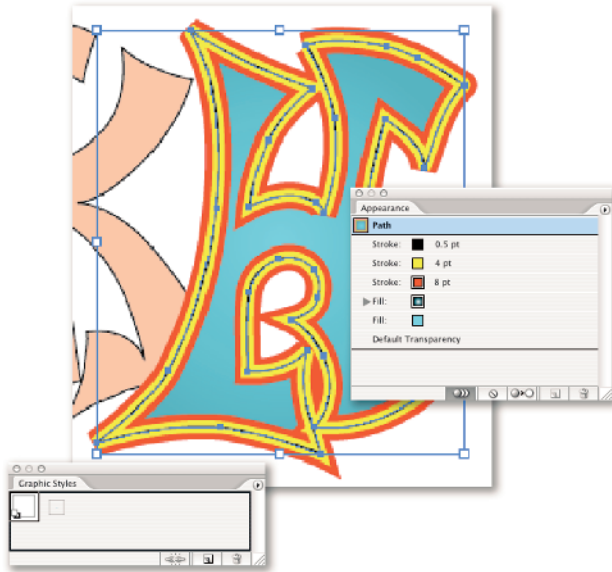 Appearance
Path
Stroke: 0.5 pt
Stroke: 4 pt
Stroke: 8 pt
Fill:
Fill:
Default Transparency
Graphic Styles